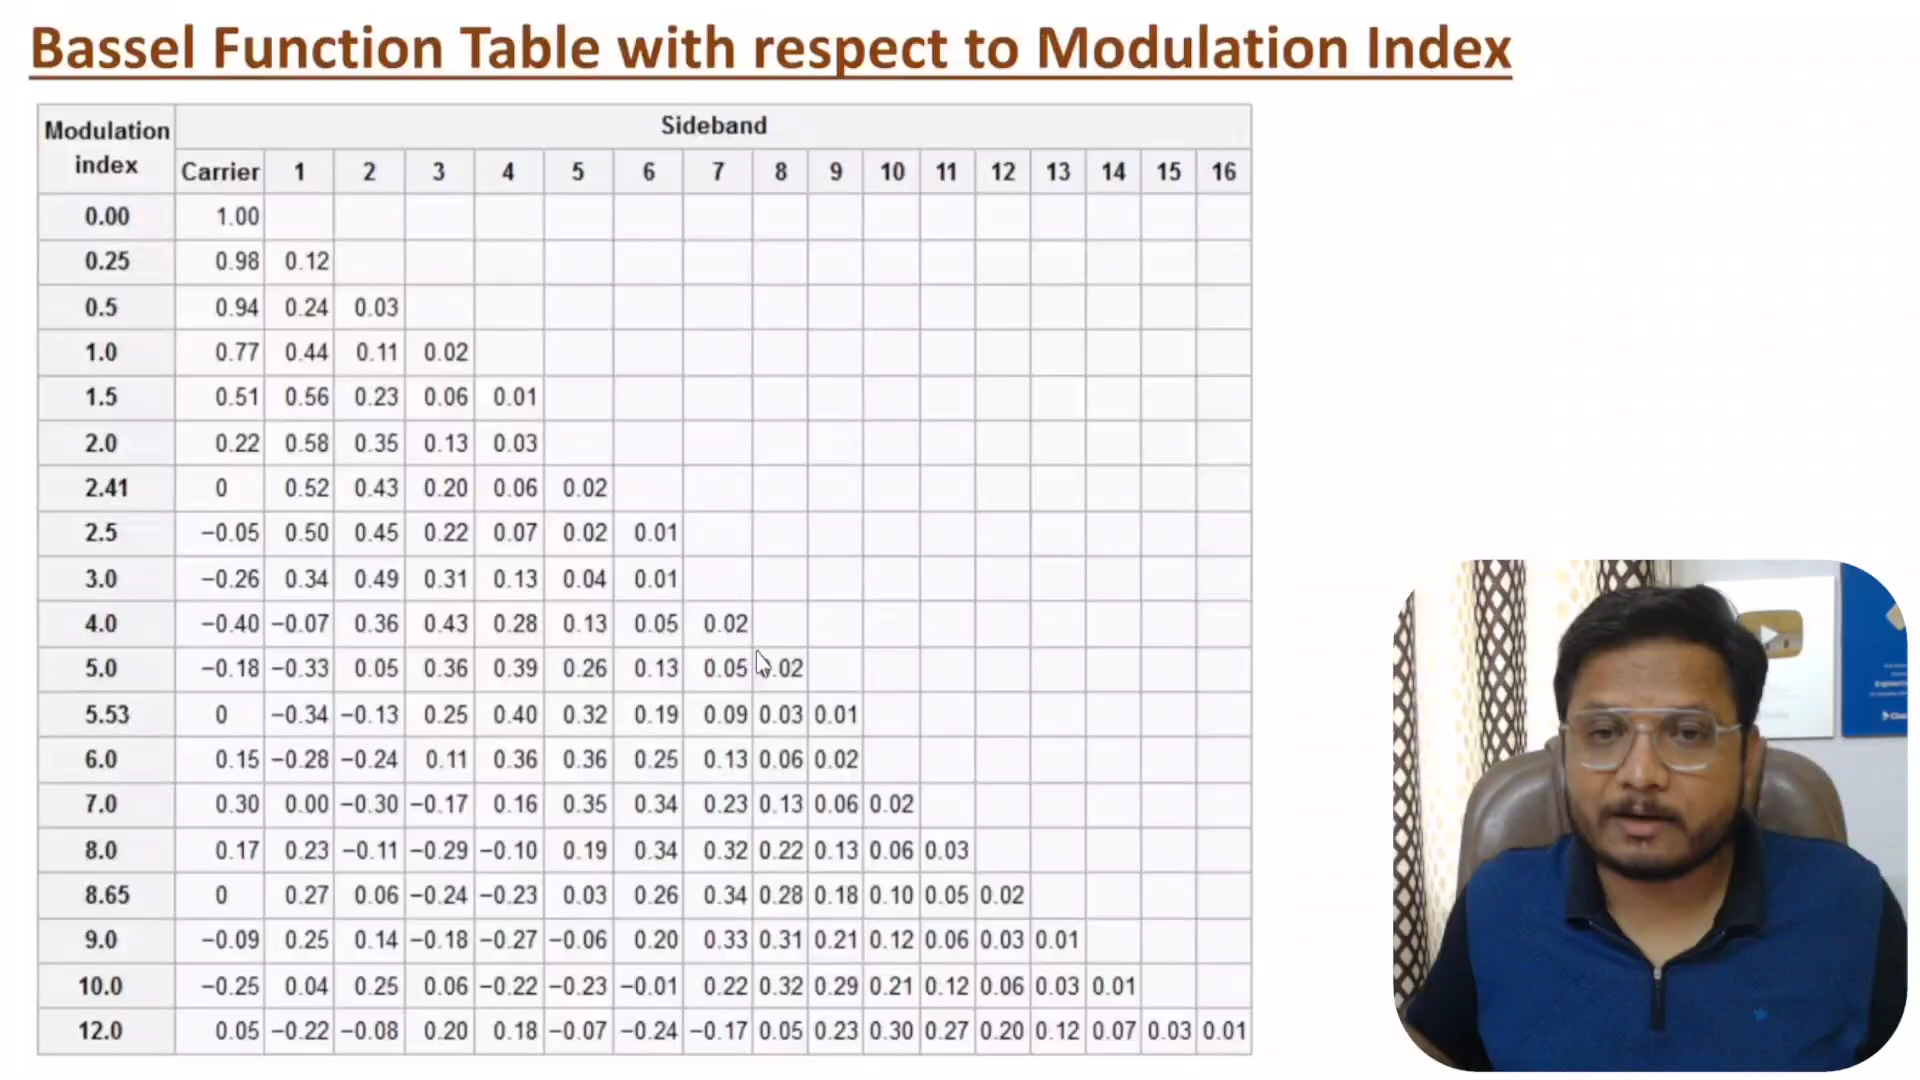 Bassel Function Table with respect to Modulation Index
Modulation index Sideband
Carrier 1 2 3 4 5 6 7 8 9 10 11 12 13 14 15 16
0.00 1.00
0.25 0.98 0.12
0.5 0.94 0.24 0.03
1.0 0.77 0.44 0.11 0.02
1.5 0.51 0.56 0.23 0.06 0.01
2.0 0.22 0.58 0.35 0.13 0.03
2.41 0 0.52 0.43 0.20 0.06 0.02
2.5 −0.05 0.50 0.45 0.22 0.07 0.02 0.01
3.0 −0.26 0.34 0.49 0.31 0.13 0.04 0.01
4.0 −0.40 −0.07 0.36 0.43 0.28 0.13 0.05 0.02
5.0 −0.18 −0.33 0.05 0.36 0.39 0.26 0.13 0.05 0.02
5.53 0 −0.34 −0.13 0.25 0.40 0.32 0.19 0.09 0.03 0.01
6.0 0.15 −0.28 −0.24 0.11 0.36 0.36 0.25 0.13 0.06 0.02
7.0 0.30 0.00 −0.30 −0.17 0.16 0.35 0.34 0.23 0.13 0.06 0.02
8.0 0.17 0.23 −0.11 −0.29 −0.10 0.19 0.34 0.32 0.22 0.13 0.06 0.03
8.65 0 0.27 0.06 −0.24 −0.23 0.03 0.26 0.34 0.28 0.18 0.10 0.05 0.02
9.0 −0.09 0.25 0.14 −0.18 −0.27 −0.06 0.20 0.33 0.31 0.21 0.12 0.06 0.03 0.01
10.0 −0.25 0.04 0.25 0.06 −0.22 −0.23 −0.01 0.22 0.32 0.29 0.21 0.12 0.06 0.03 0.01
12.0 0.05 −0.22 −0.08 0.20 0.18 −0.07 −0.24 −0.17 0.05 0.23 0.30 0.27 0.20 0.12 0.07 0.03 0.01